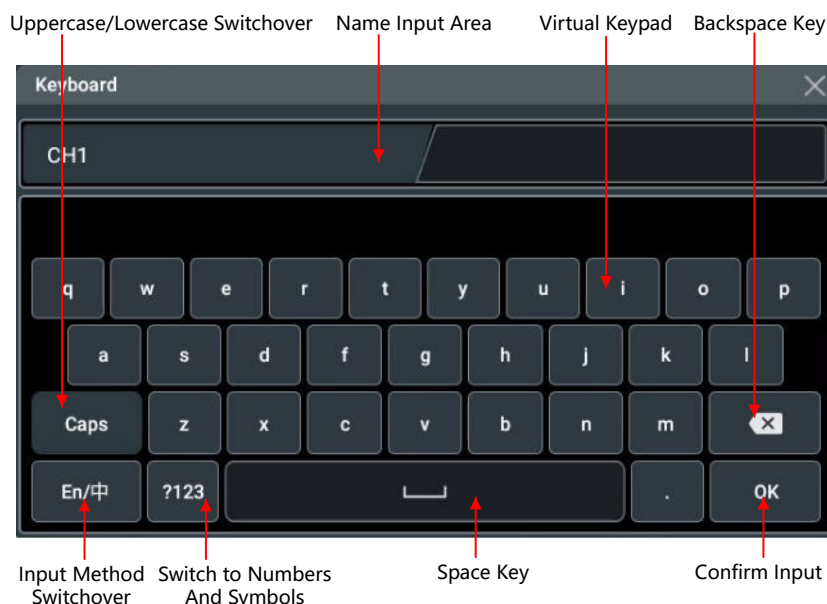 Uppercase/Lowercase Switchover Name Input Area Virtual Keypad Backspace Key
Keyboard
CH1
q w e r t y u i o p
a s d f g h j k l
Caps z x c v b n m
En/中 ?123 . OK
Input Method Switchover
Switch to Numbers And Symbols
Space Key
Confirm Input